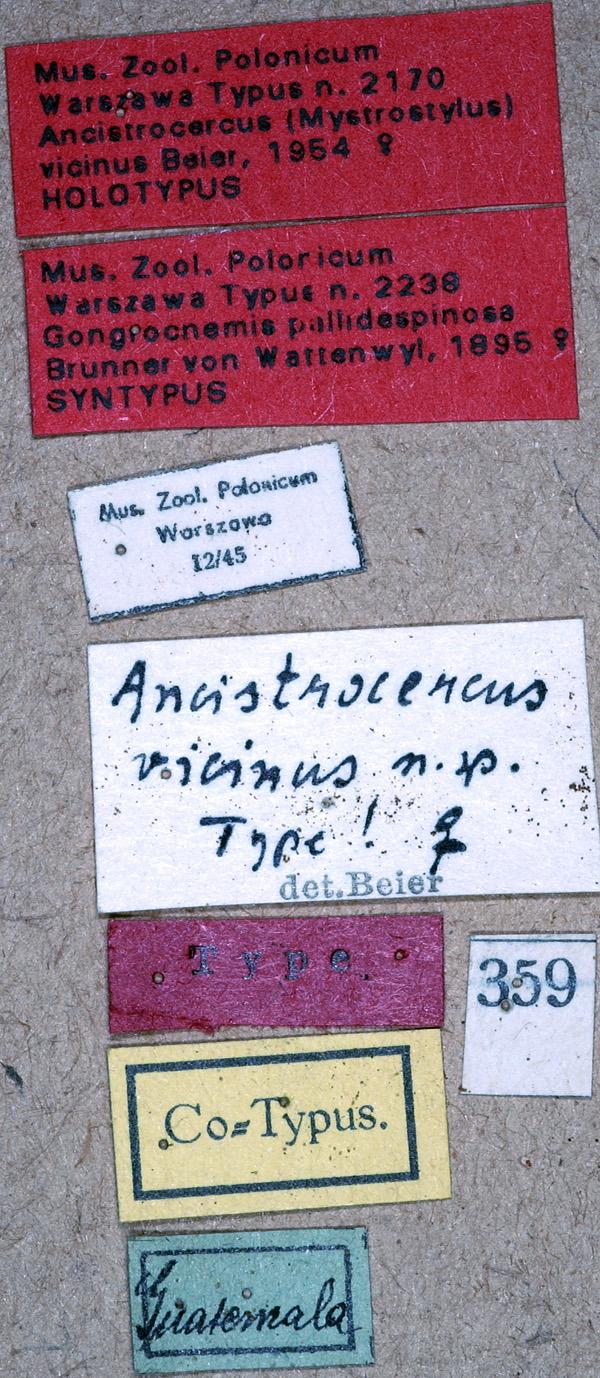 Mus. Zool. Polonicum
Warszawa Typus n. 2170
Ancistrocercus (Mystrostylus)
vicinus Beier, 1954 ♀
HOLOTYPUS
Mus. Zool. Poloricum
Warszawa Typus n. 2238
Gongrocnemis pallidespinosa
Brunner von Wattenwyl, 1895 ♀
SYNTYPUS
Mus. Zool. Polonicum
Warszawa
12/45
Ancistrocercus
vicinus n. sp.
Type! ♀
det. Beier
Type.
359
Co=Typus.
Guatemala